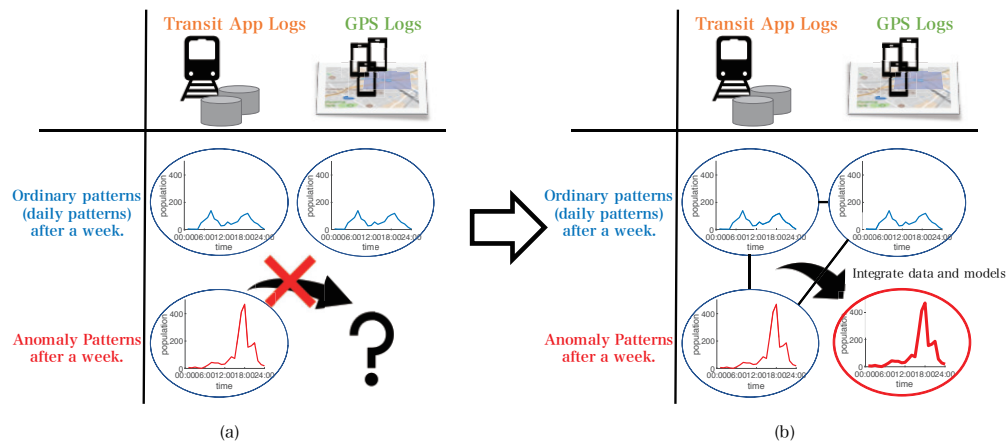 Transit App Logs
GPS Logs
Ordinary patterns
(daily patterns)
after a week.
population
400
200
0
00:0006:0012:0018:0024:00
time
population
400
200
0
00:0006:0012:0018:0024:00
time
Anomaly Patterns
after a week.
population
400
200
0
00:0006:0012:0018:0024:00
time
?
(a)
Transit App Logs
GPS Logs
Ordinary patterns
(daily patterns)
after a week.
population
400
200
0
00:0006:0012:0018:0024:00
time
population
400
200
0
00:0006:0012:0018:0024:00
time
Integrate data and models
Anomaly Patterns
after a week.
population
400
200
0
00:0006:0012:0018:0024:00
time
population
400
200
0
00:0006:0012:0018:0024:00
time
(b)